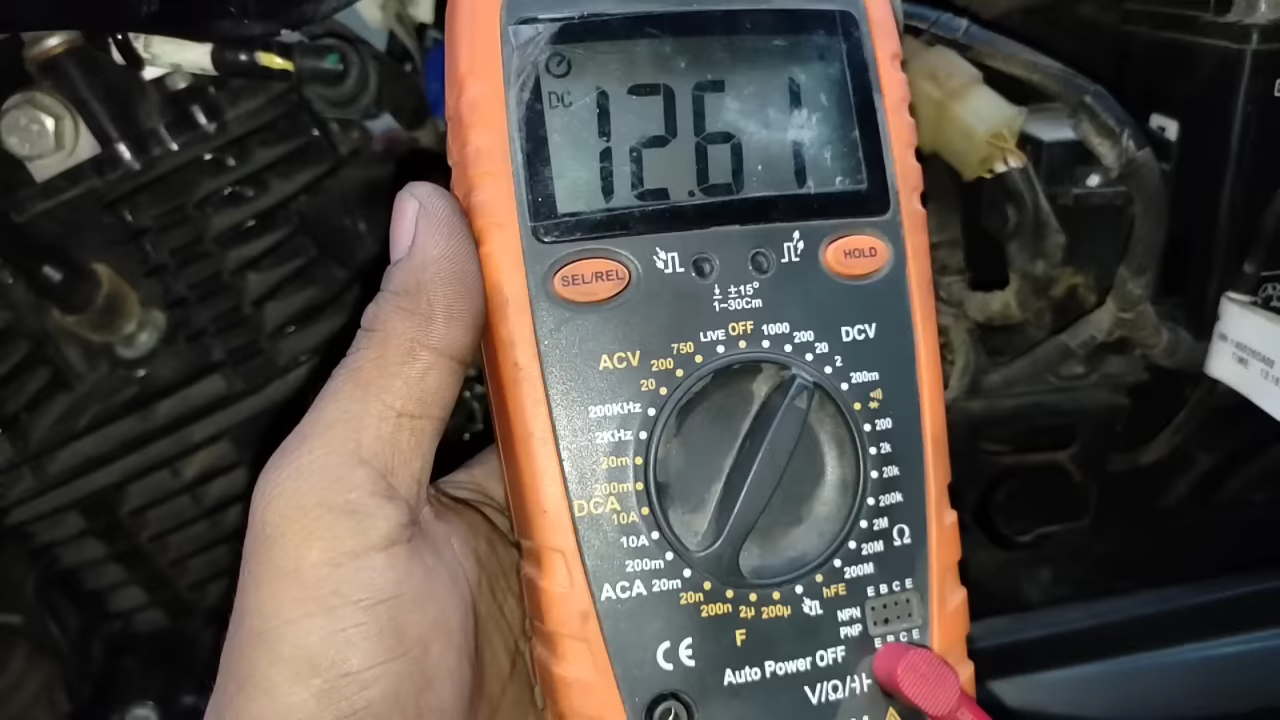 DC
12.61
SEL/REL
HOLD
±15°
1~30Cm
LIVE OFF 1000 200 DCV
20
2
200m
ACV 200 750
20
200KHz
2KHz
20m
200m
DCA
10A
10A
200m
ACA 20m
20n
200n
2µ
200µ
F
200
2k
20k
200k
2M
Ω
20M
200M
hFE
E B C E
NPN
PNP
E B C E
CE
Auto Power OFF
V/Ω/
TIME